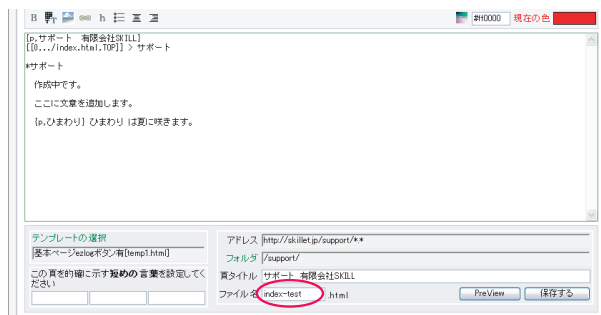 B T h
#ff0000 現在の色
{p,サポート 有限会社SKILL}
[[0.../index.html,TOP]] > サポート
*サポート
作成中です。
ここに文章を追加します。
{p,ひまわり} ひまわり は夏に咲きます。
テンプレートの選択
基本ページezlogボタン有[temp1.html]
この頁を的確に示す短めの言葉を設定してください
アドレス http://skillet.jp/support/*.*
フォルダ /support/
頁タイトル サポート 有限会社SKILL
ファイル名 index-test .html
PreView 保存する